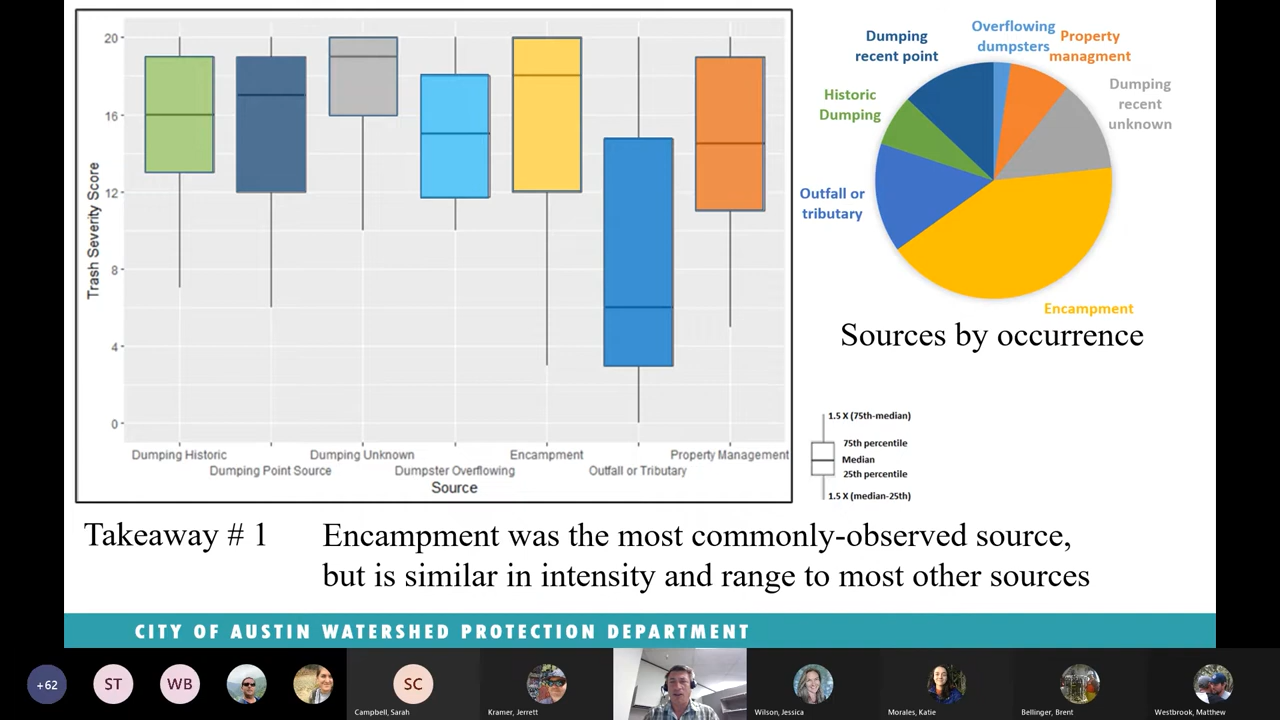 20
16
12
8
4
0
Trash Severity Score
Dumping Historic
Dumping Point Source
Dumping Unknown
Dumpster Overflowing
Encampment
Outfall or Tributary
Property Management
Source
Overflowing
dumpsters
Property
managment
Dumping
recent point
Dumping
recent
unknown
Historic
Dumping
Outfall or
tributary
Encampment
Sources by occurrence
1.5 X (75th-median)
75th percentile
Median
25th percentile
1.5 X (median-25th)
Takeaway # 1
Encampment was the most commonly-observed source,
but is similar in intensity and range to most other sources
CITY OF AUSTIN WATERSHED PROTECTION DEPARTMENT
+62
ST
WB
SC
Campbell, Sarah
Kramer, Jerrett
Wilson, Jessica
Morales, Katie
Bellinger, Brent
Westbrook, Matthew